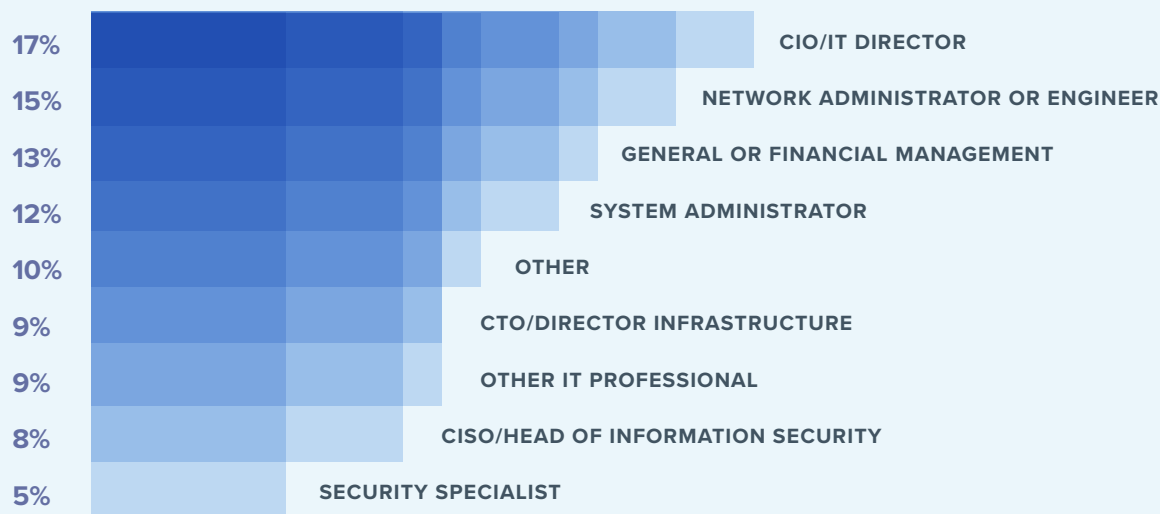 17% CIO/IT DIRECTOR
15% NETWORK ADMINISTRATOR OR ENGINEER
13% GENERAL OR FINANCIAL MANAGEMENT
12% SYSTEM ADMINISTRATOR
10% OTHER
9% CTO/DIRECTOR INFRASTRUCTURE
9% OTHER IT PROFESSIONAL
8% CISO/HEAD OF INFORMATION SECURITY
5% SECURITY SPECIALIST